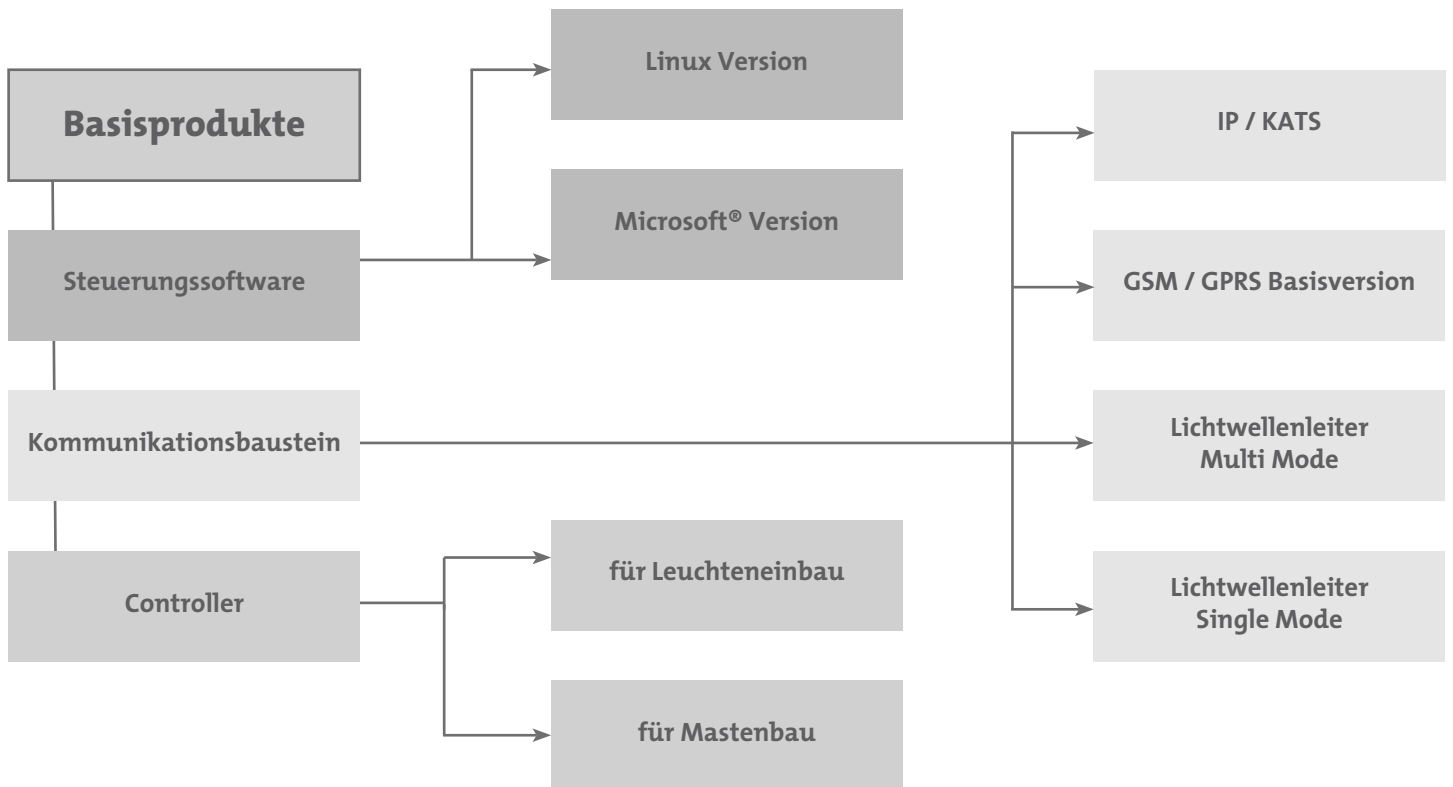 Basisprodukte
Steuerungssoftware
Linux Version
Microsoft® Version
Kommunikationsbaustein
IP / KATS
GSM / GPRS Basisversion
Lichtwellenleiter
Multi Mode
Lichtwellenleiter
Single Mode
Controller
für Leuchteneinbau
für Mastenbau